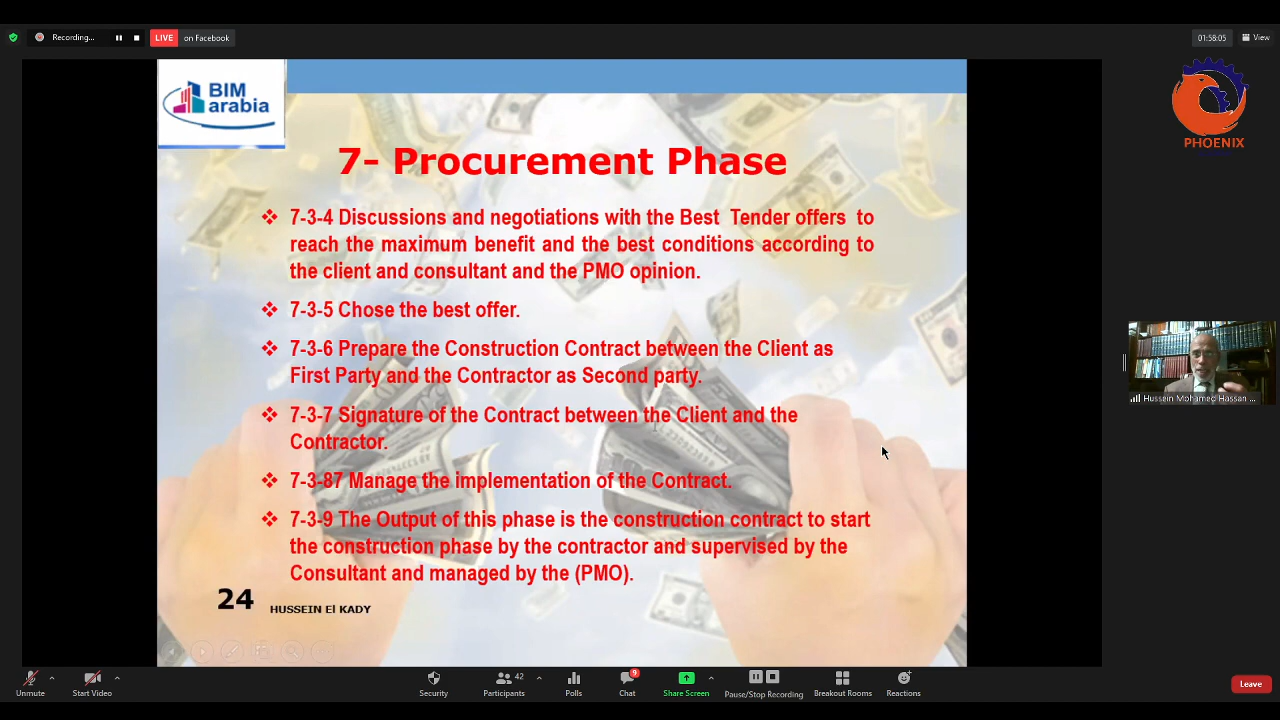 Recording...
LIVE on Facebook
01:58:05
View
BIM
arabia
PHOENIX
7- Procurement Phase
❖ 7-3-4 Discussions and negotiations with the Best Tender offers to
reach the maximum benefit and the best conditions according to
the client and consultant and the PMO opinion.
❖ 7-3-5 Chose the best offer.
❖ 7-3-6 Prepare the Construction Contract between the Client as
First Party and the Contractor as Second party.
❖ 7-3-7 Signature of the Contract between the Client and the
Contractor.
❖ 7-3-87 Manage the implementation of the Contract.
❖ 7-3-9 The Output of this phase is the construction contract to start
the construction phase by the contractor and supervised by the
Consultant and managed by the (PMO).
24 HUSSEIN El KADY
Hussein Mohamed Hassan ...
Unmute
Start Video
Security
Participants 42
Polls
Chat 9
Share Screen
Pause/Stop Recording
Breakout Rooms
Reactions
Leave